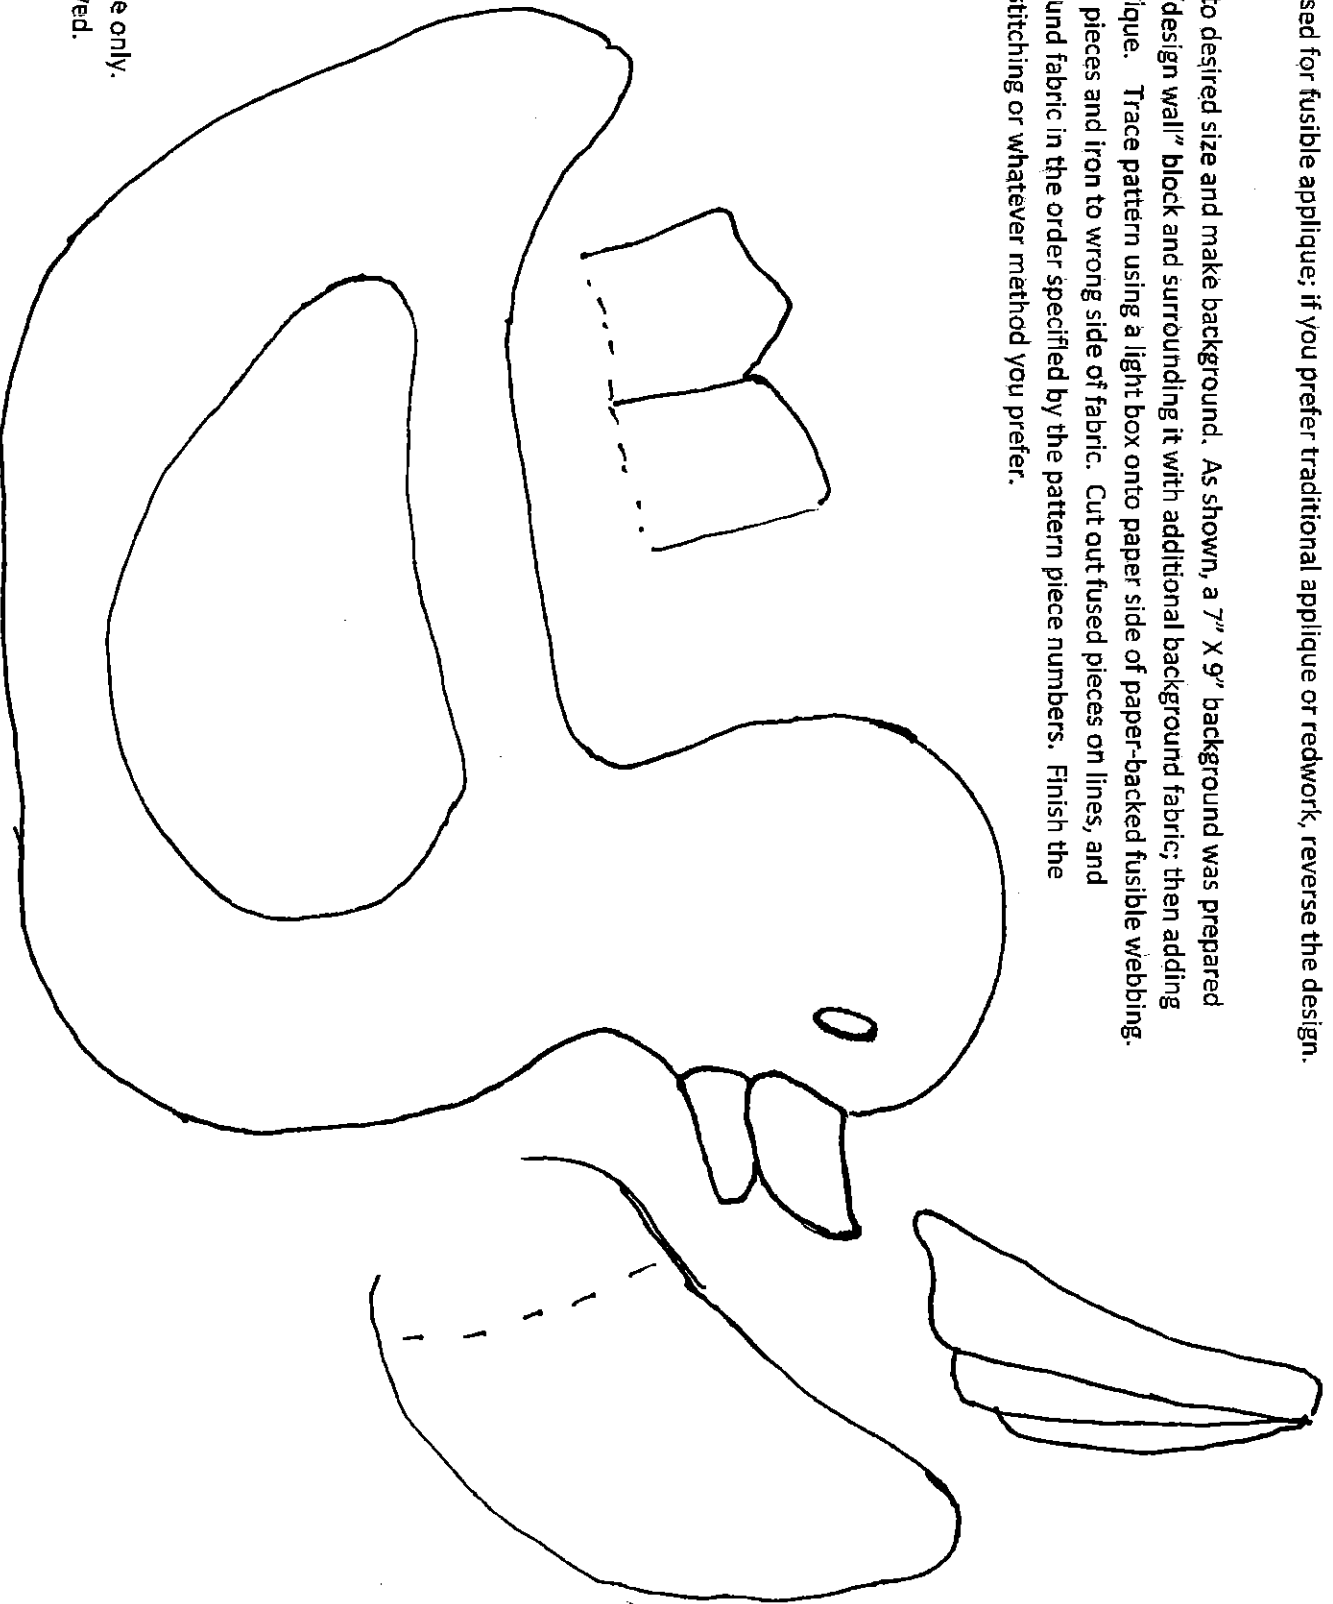 sed for fusible applique; if you prefer traditional applique or redwork, reverse the design.
to desired size and make background. As shown, a 7" X 9" background was prepared
design wall" block and surrounding it with additional background fabric; then adding
ique. Trace pattern using a light box onto paper side of paper-backed fusible webbing.
pieces and iron to wrong side of fabric. Cut out fused pieces on lines, and
und fabric in the order specified by the pattern piece numbers. Finish the
stitching or whatever method you prefer.
e only.
ved.